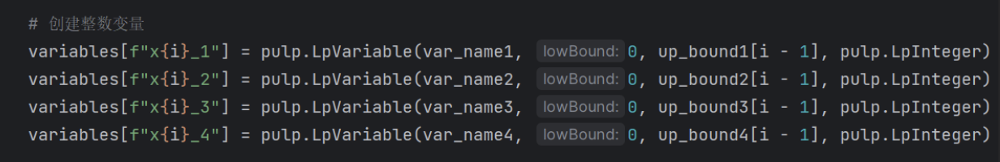 # 创建整数变量
variables[f"x{i}_1"] = pulp.LpVariable(var_name1, lowBound: 0, up_bound1[i - 1], pulp.LpInteger)
variables[f"x{i}_2"] = pulp.LpVariable(var_name2, lowBound: 0, up_bound2[i - 1], pulp.LpInteger)
variables[f"x{i}_3"] = pulp.LpVariable(var_name3, lowBound: 0, up_bound3[i - 1], pulp.LpInteger)
variables[f"x{i}_4"] = pulp.LpVariable(var_name4, lowBound: 0, up_bound4[i - 1], pulp.LpInteger)